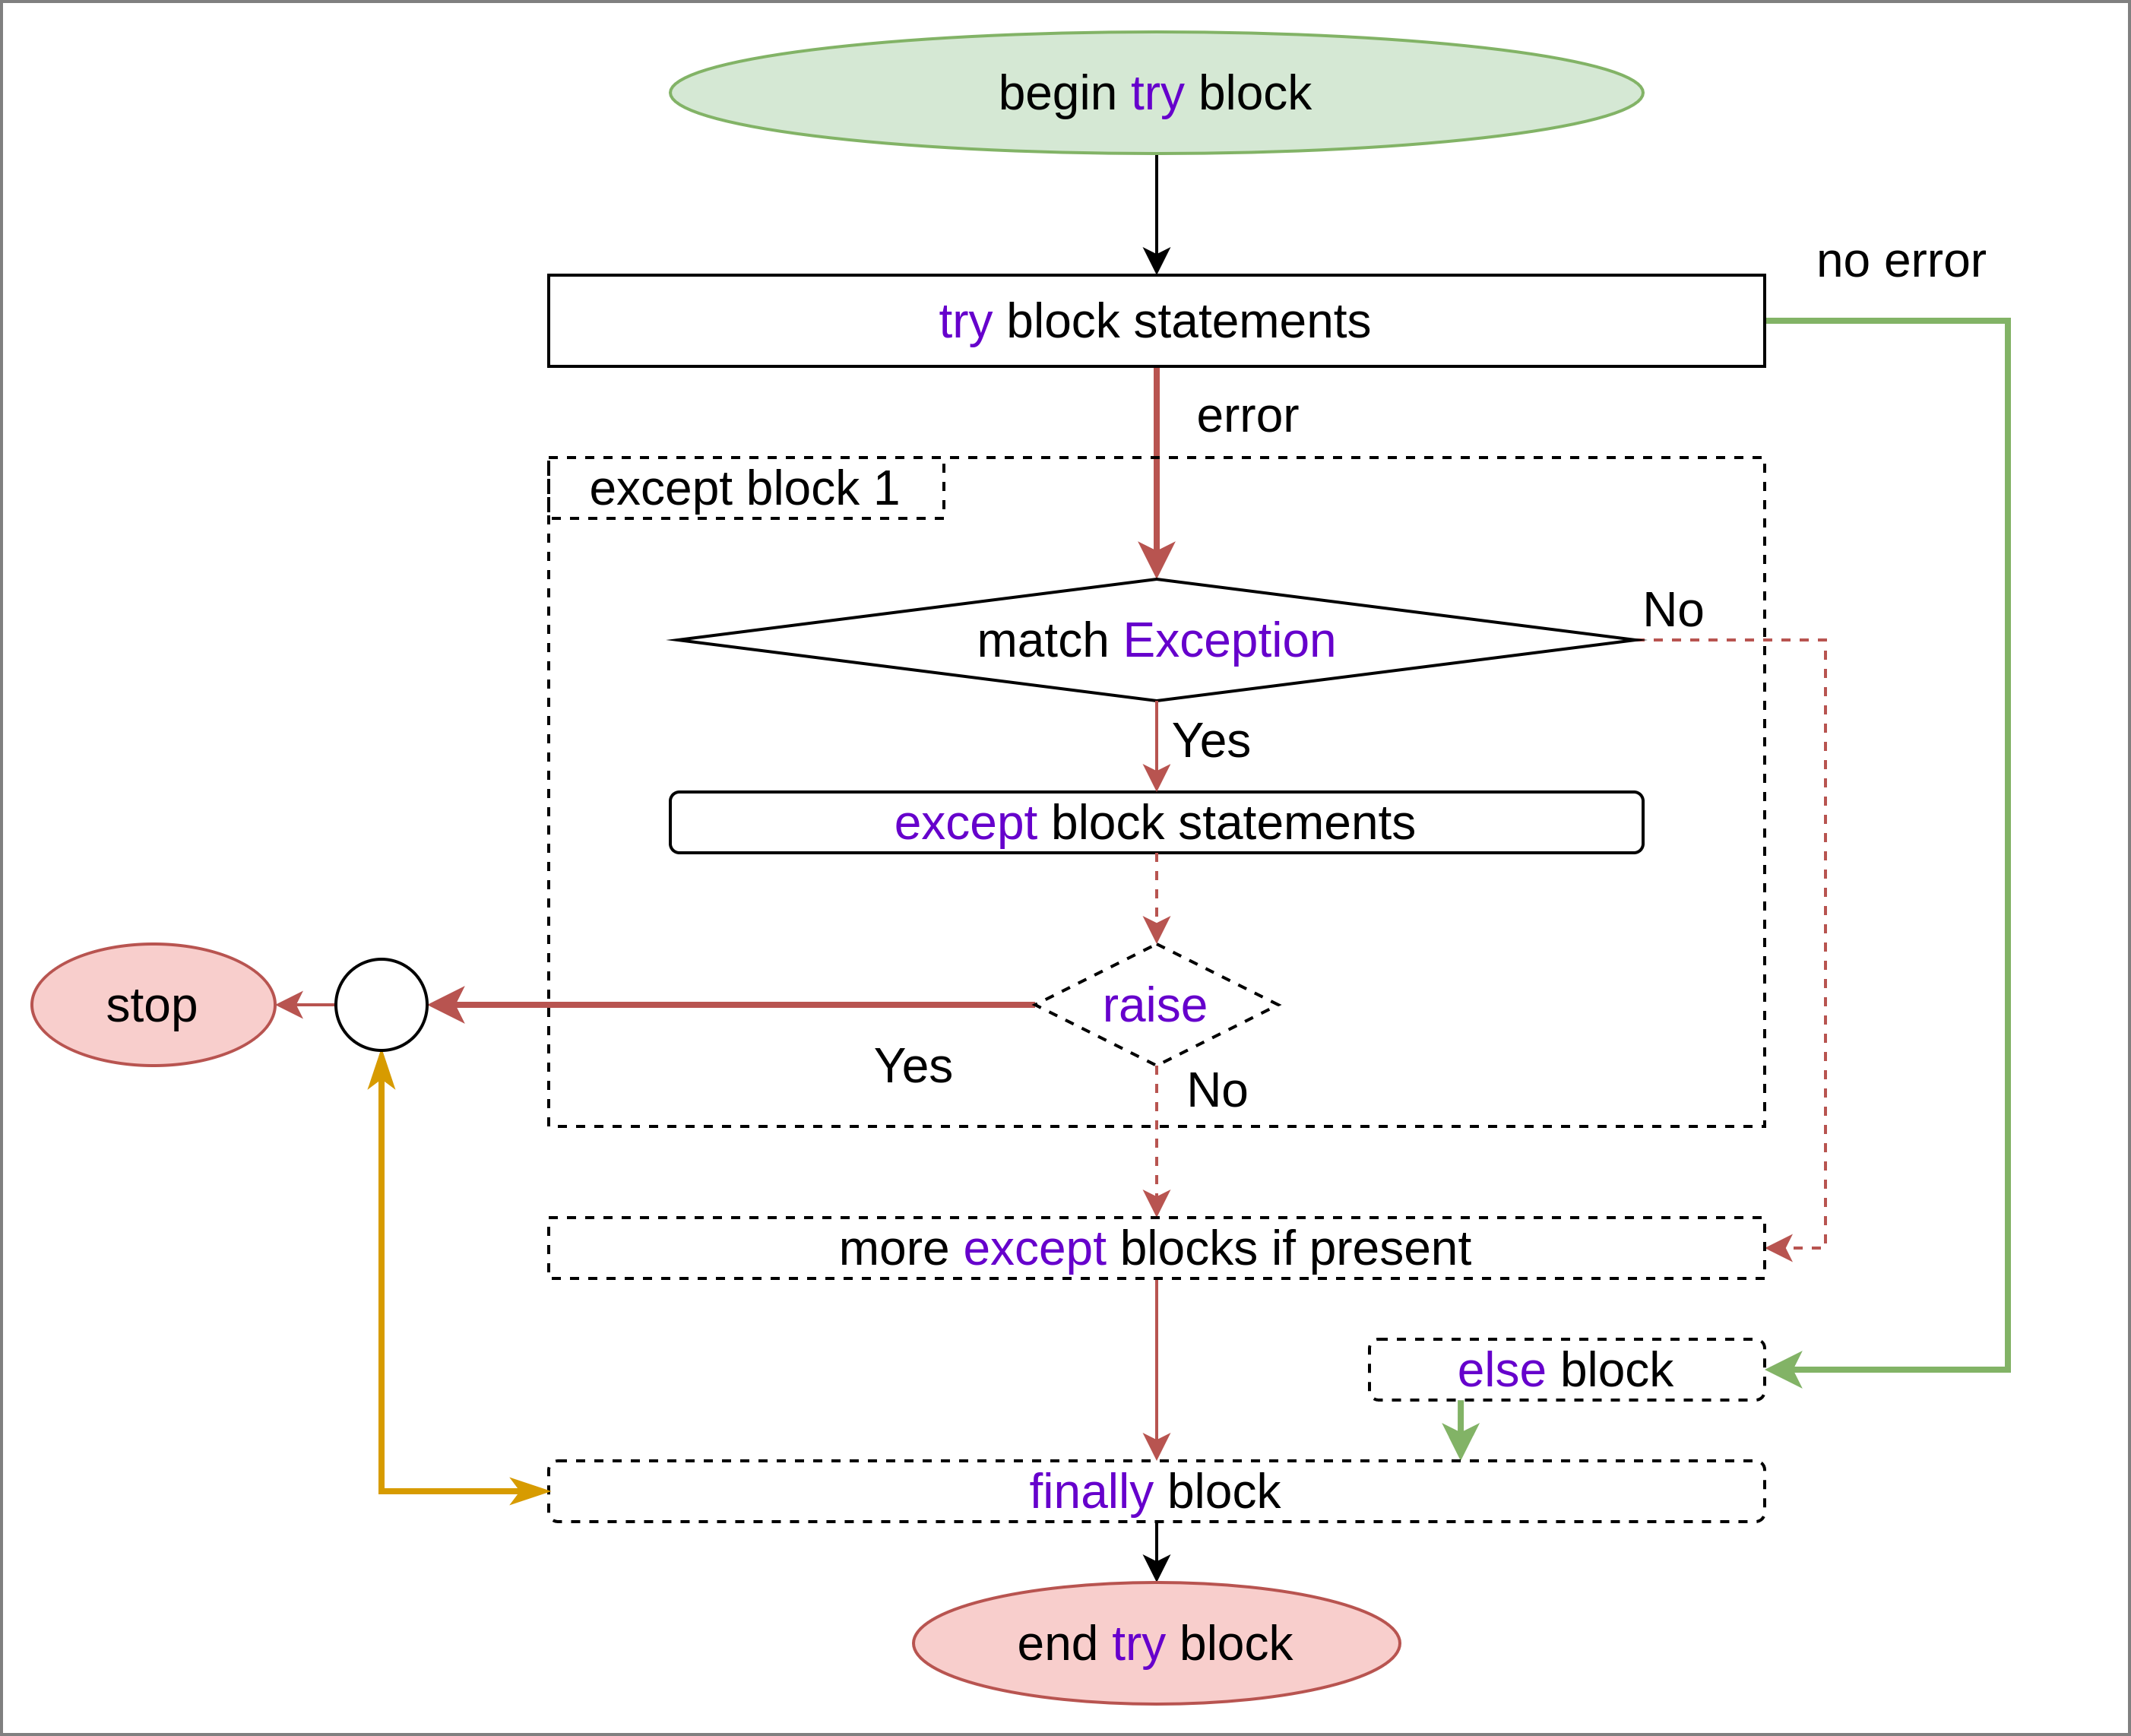 begin try block
no error
try block statements
error
except block 1
No
match Exception
Yes
except block statements
stop
raise
Yes
No
more except blocks if present
else block
finally block
end try block